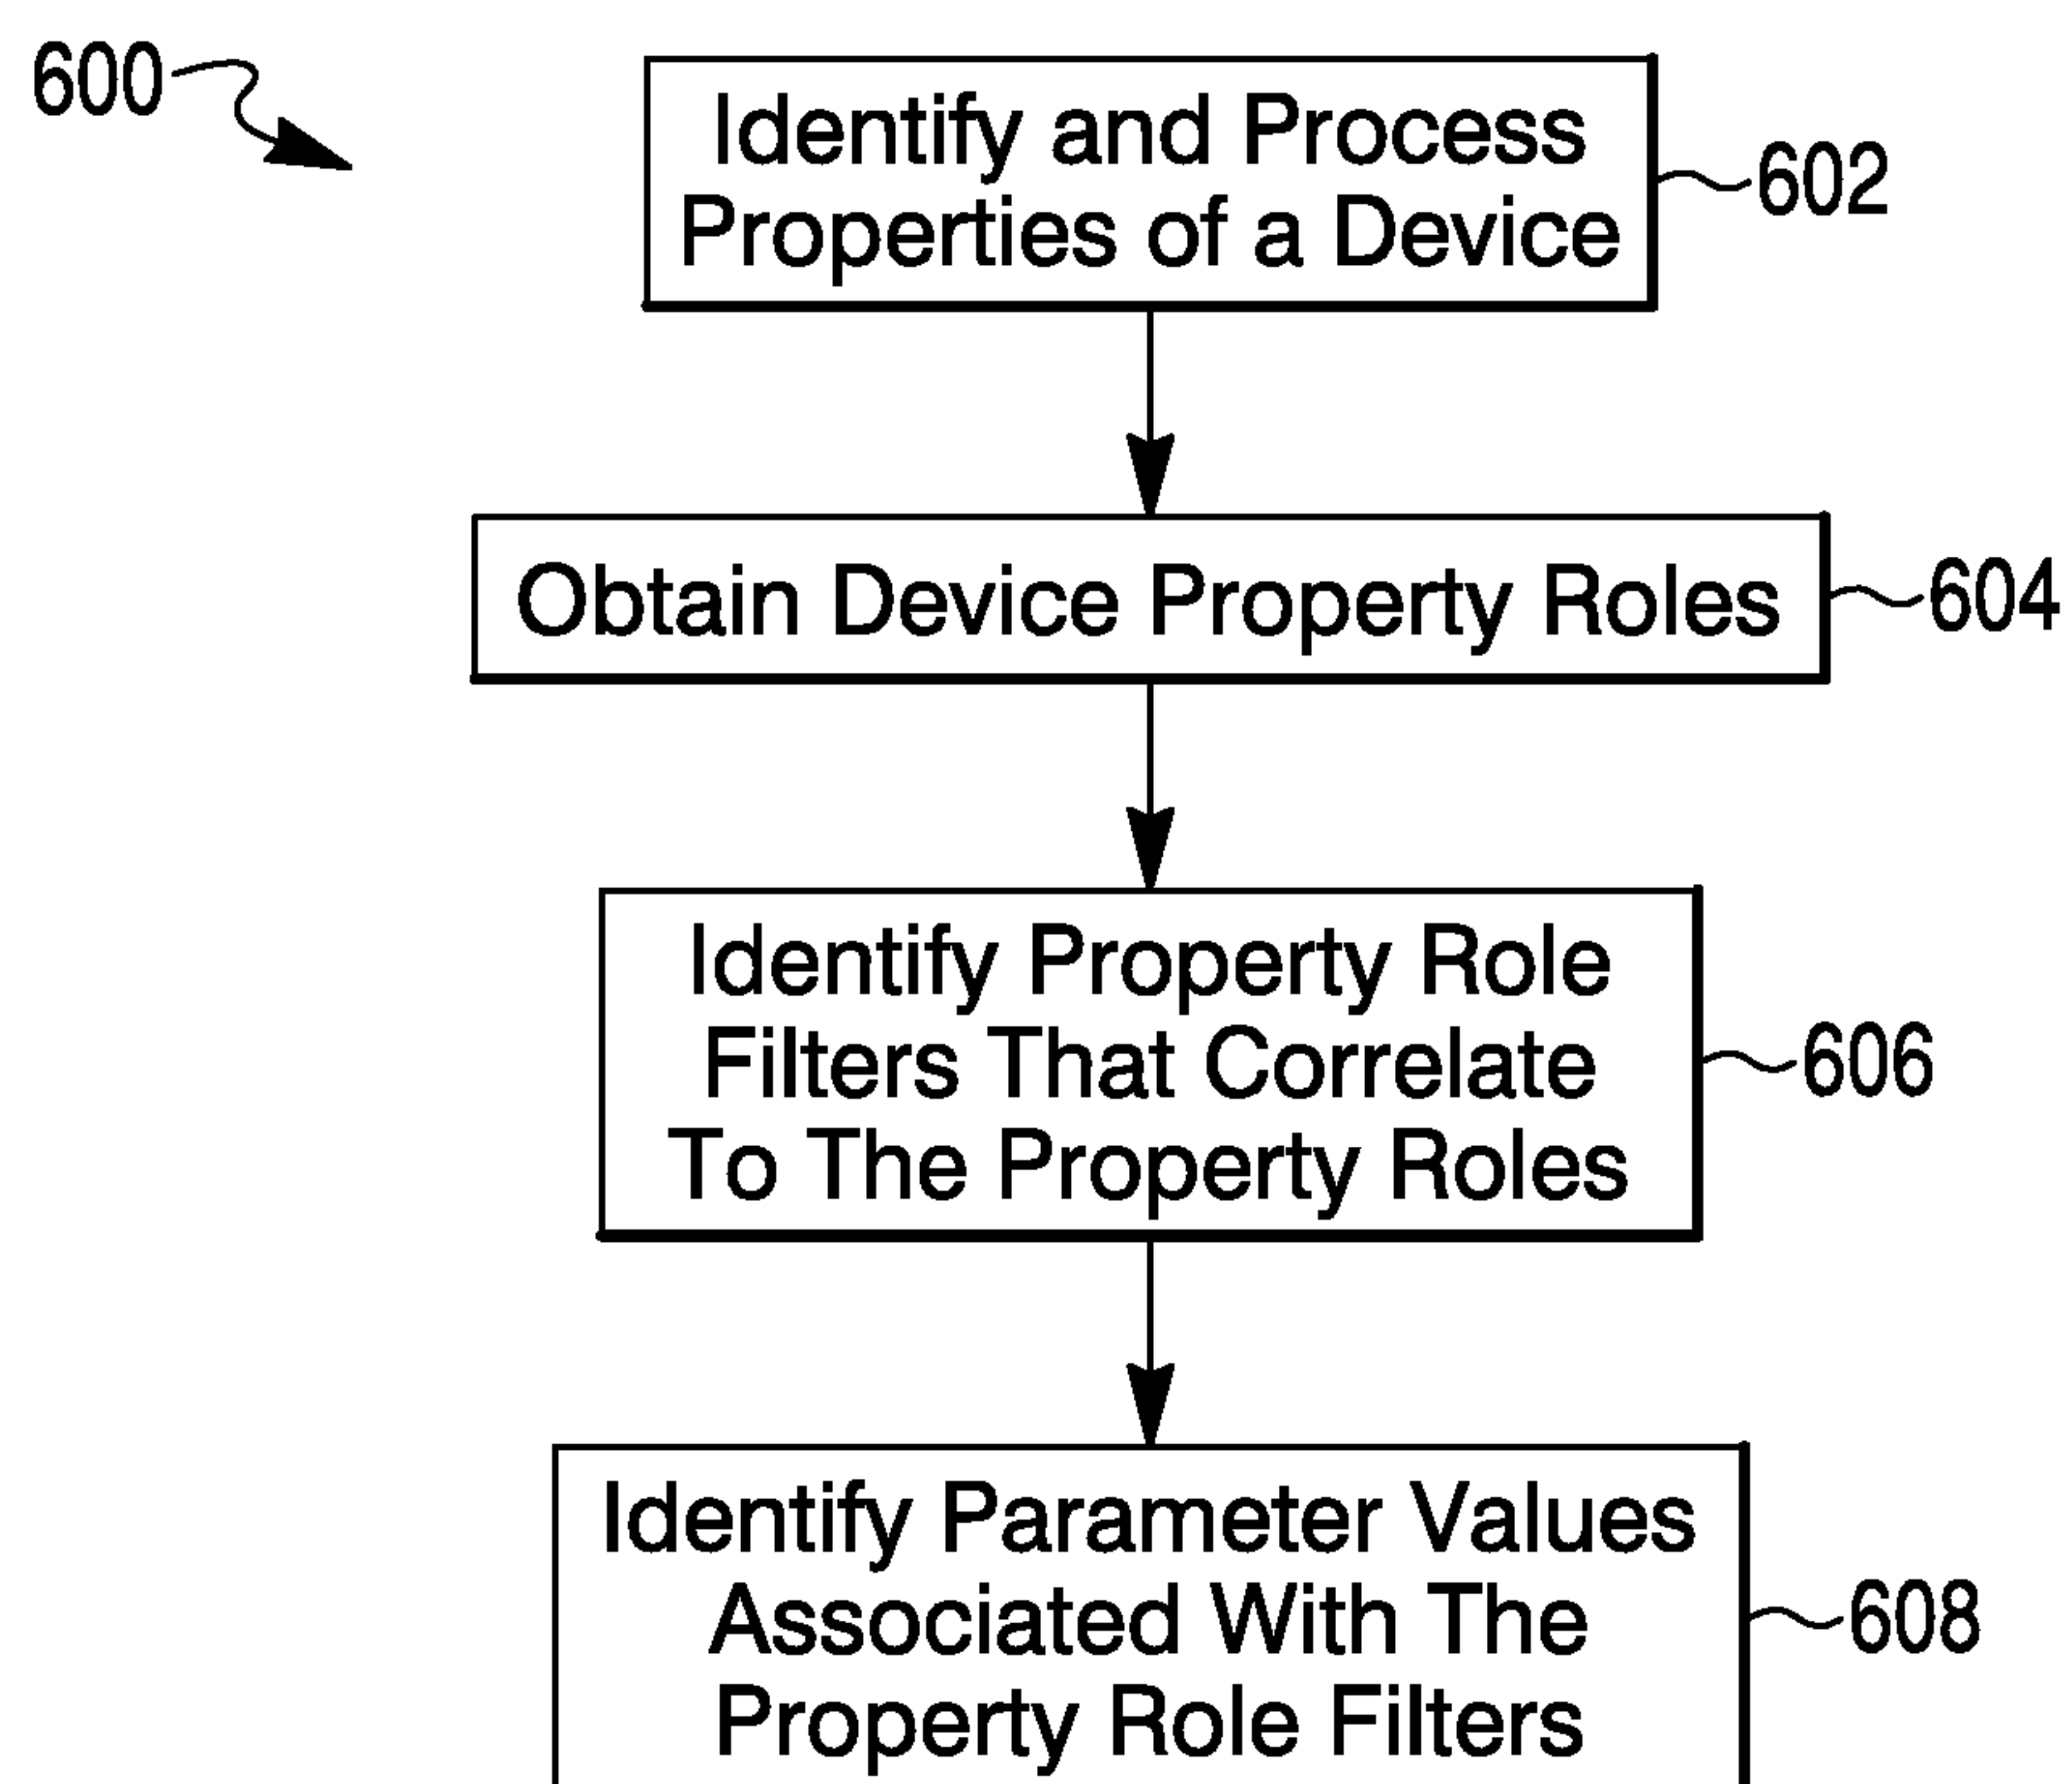 600
Identify and Process
Properties of a Device
602
Obtain Device Property Roles
604
Identify Property Role
Filters That Correlate
To The Property Roles
606
Identify Parameter Values
Associated With The
Property Role Filters
608